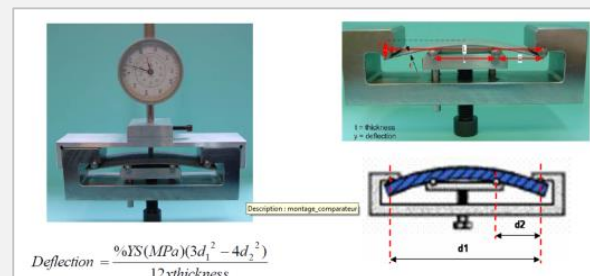 t = thickness
y = deflection
Description : montage_comparateur
d2
d1
Deflection = %YS(MPa)(3d₁² − 4d₂²)
12xthickness